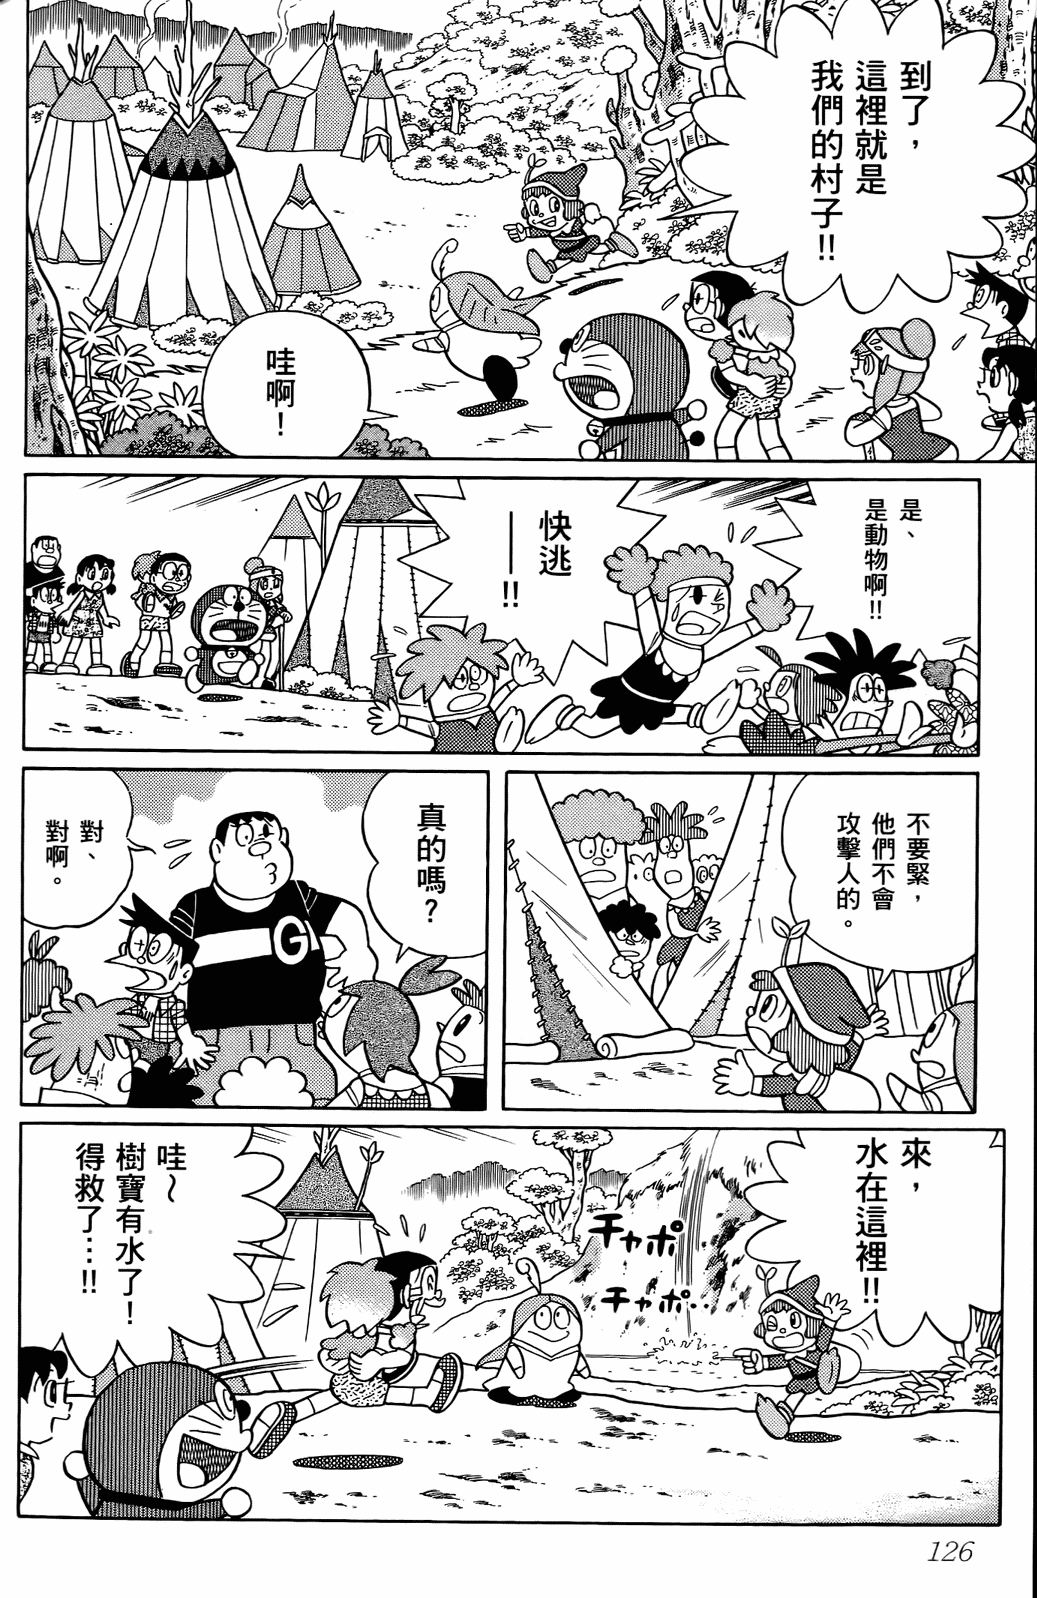 到了，
這裡就是
我們的村子!!
哇啊！
是、
是動物啊!!
快逃
——!!
不要緊，
他們不會
攻擊人的。
真的嗎？
對、
對啊。
G
來，
水在這裡!!
チャポ
チャポ..
哇～
樹寶有水了！
得救了…!!
126